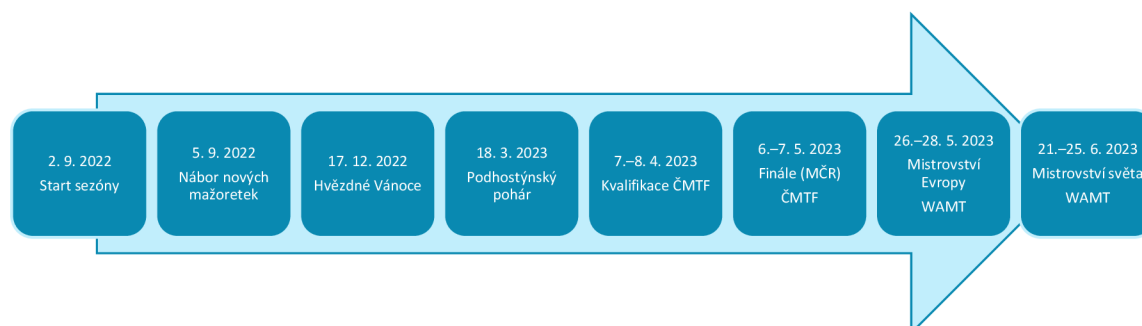 2. 9. 2022
Start sezóny
5. 9. 2022
Nábor nových
mažoretek
17. 12. 2022
Hvězdné Vánoce
18. 3. 2023
Podhostýnský
pohár
7.–8. 4. 2023
Kvalifikace ČMTF
6.–7. 5. 2023
Finále (MČR)
ČMTF
26.–28. 5. 2023
Mistrovství
Evropy
WAMT
21.–25. 6. 2023
Mistrovství světa
WAMT